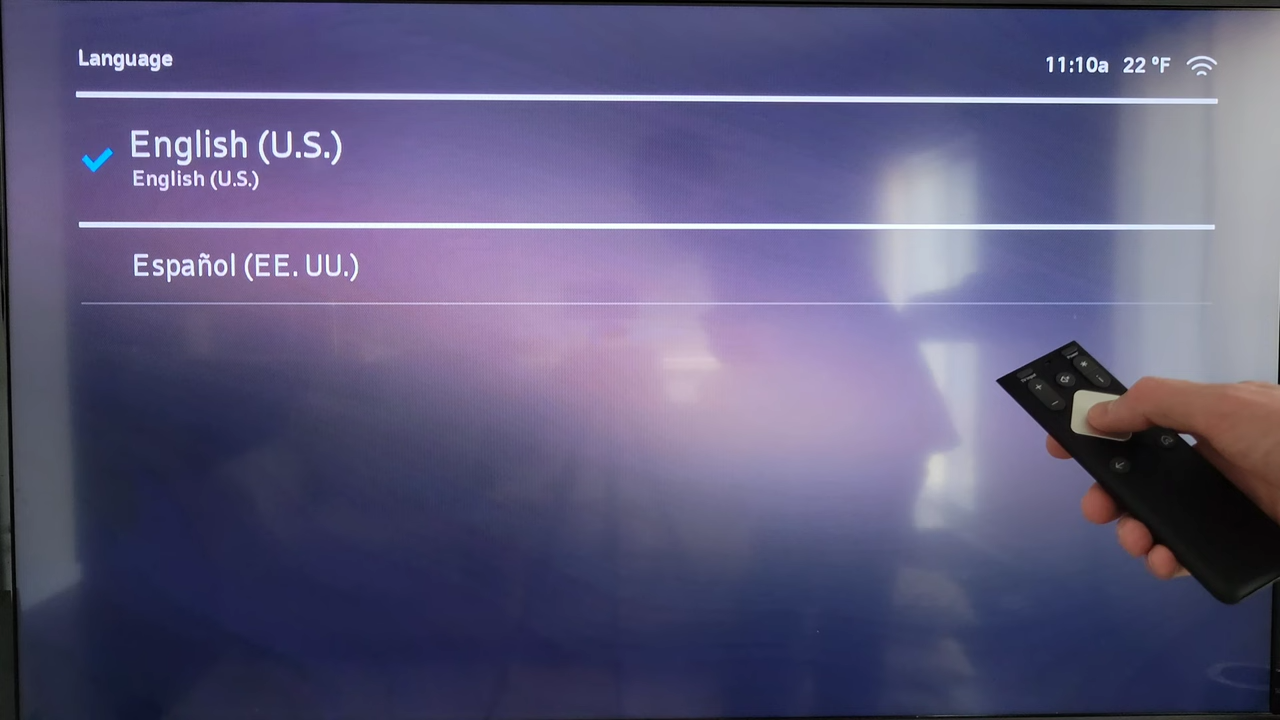 Language
11:10a 22 °F
English (U.S.)
English (U.S.)
Español (EE. UU.)